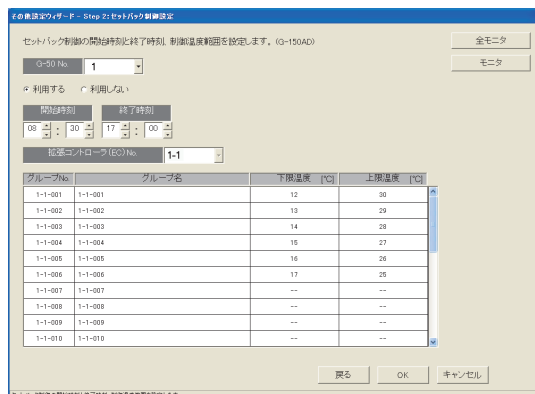 その他設定ウィザード - Step 2:セットバック制御設定
セットバック制御の開始時刻と終了時刻、制御温度範囲を設定します。(G-150AD)
全モニタ
モニタ
G-50 No. 1
利用する 利用しない
開始時刻 終了時刻
08 : 30 17 : 00
拡張コントローラ(EC)No. 1-1
グループNo. グループ名 下限温度 [℃] 上限温度 [℃]
1-1-001 1-1-001 12 30
1-1-002 1-1-002 13 29
1-1-003 1-1-003 14 28
1-1-004 1-1-004 15 27
1-1-005 1-1-005 16 26
1-1-006 1-1-006 17 25
1-1-007 1-1-007 -- --
1-1-008 1-1-008 -- --
1-1-009 1-1-009 -- --
1-1-010 1-1-010 -- --
戻る OK キャンセル